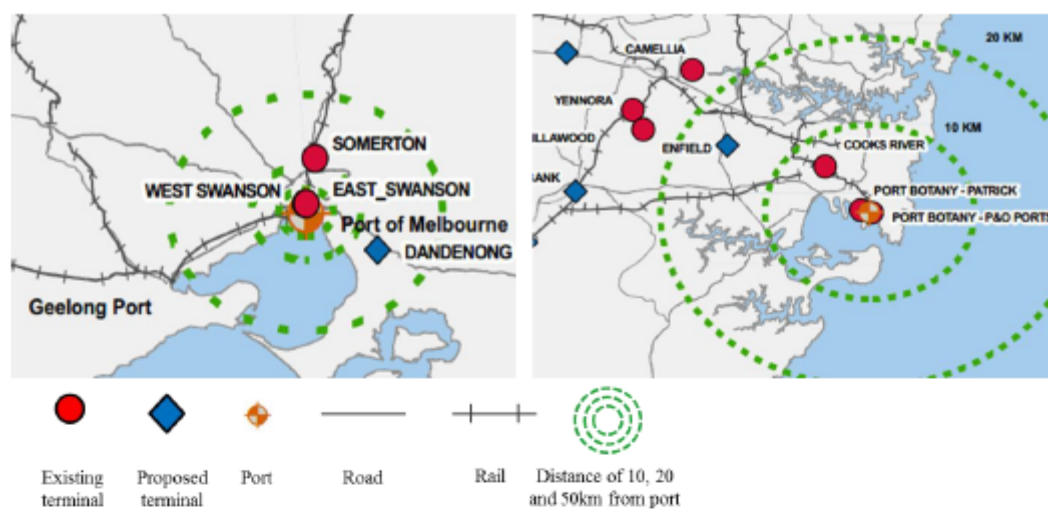 SOMERTON
WEST SWANSON
EAST_SWANSON
Port of Melbourne
DANDENONG
Geelong Port
20 KM
CAMELLIA
YENNORA
10 KM
ILLAWOOD
ENFIELD
COOKS RIVER
BANK
PORT BOTANY - PATRICK
PORT BOTANY - P&O PORTS
Existing
terminal
Proposed
terminal
Port
Road
Rail
Distance of 10, 20
and 50km from port